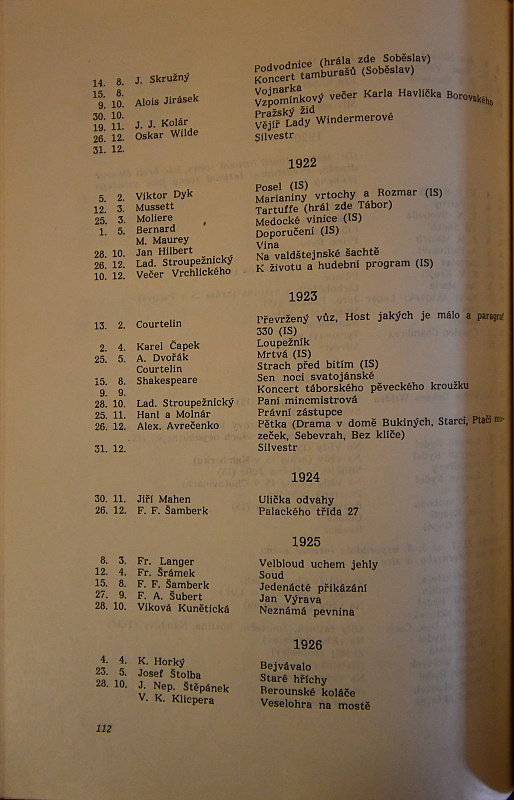 14. 8. J. Skružný Podvodnice (hrála zde Soběslav)
15. 8. Koncert tamburašů (Soběslav)
9. 10. Alois Jirásek Vojnarka
30. 10. Vzpomínkový večer Karla Havlíčka Borovského
19. 11. J. J. Kolár Pražský žid
26. 12. Oskar Wilde Vějíř Lady Windermerové
31. 12. Silvestr
1922
5. 2. Viktor Dyk Posel (IS)
12. 3. Mussett Marianiny vrtochy a Rozmar (IS)
25. 3. Moliere Tartuffe (hrál zde Tábor)
1. 5. Bernard Medocké vinice (IS)
M. Maurey Doporučení (IS)
28. 10. Jan Hilbert Vina
26. 12. Lad. Stroupežnický Na valdštejnské šachtě
10. 12. Večer Vrchlického K životu a hudební program (IS)
1923
13. 2. Courtelin Převržený vůz, Host jakých je málo a paragraf
330 (IS)
2. 4. Karel Čapek Loupežník
25. 5. A. Dvořák Mrtvá (IS)
Courtelin Strach před bitím (IS)
15. 8. Shakespeare Sen noci svatojánské
9. 9. Koncert táborského pěveckého kroužku
28. 10. Lad. Stroupežnický Paní mincmistrová
25. 11. Hanl a Molnár Právní zástupce
26. 12. Alex. Avrečenko Pětka (Drama v domě Bukiných, Starci, Ptačí mo-
zeček, Sebevrah, Bez klíče)
31. 12. Silvestr
1924
30. 11. Jiří Mahen Ulička odvahy
26. 12. F. F. Šamberk Palackého třída 27
1925
8. 3. Fr. Langer Velbloud uchem jehly
12. 4. Fr. Šrámek Soud
15. 8. F. F. Šamberk Jedenácté přikázání
27. 9. F. A. Šubert Jan Výrava
28. 10. Viková Kunětická Neznámá pevnina
1926
4. 4. K. Horký Bejvávalo
23. 5. Josef Štolba Staré hříchy
28. 10. J. Nep. Štěpánek Berounské koláče
V. K. Klicpera Veselohra na mostě
112